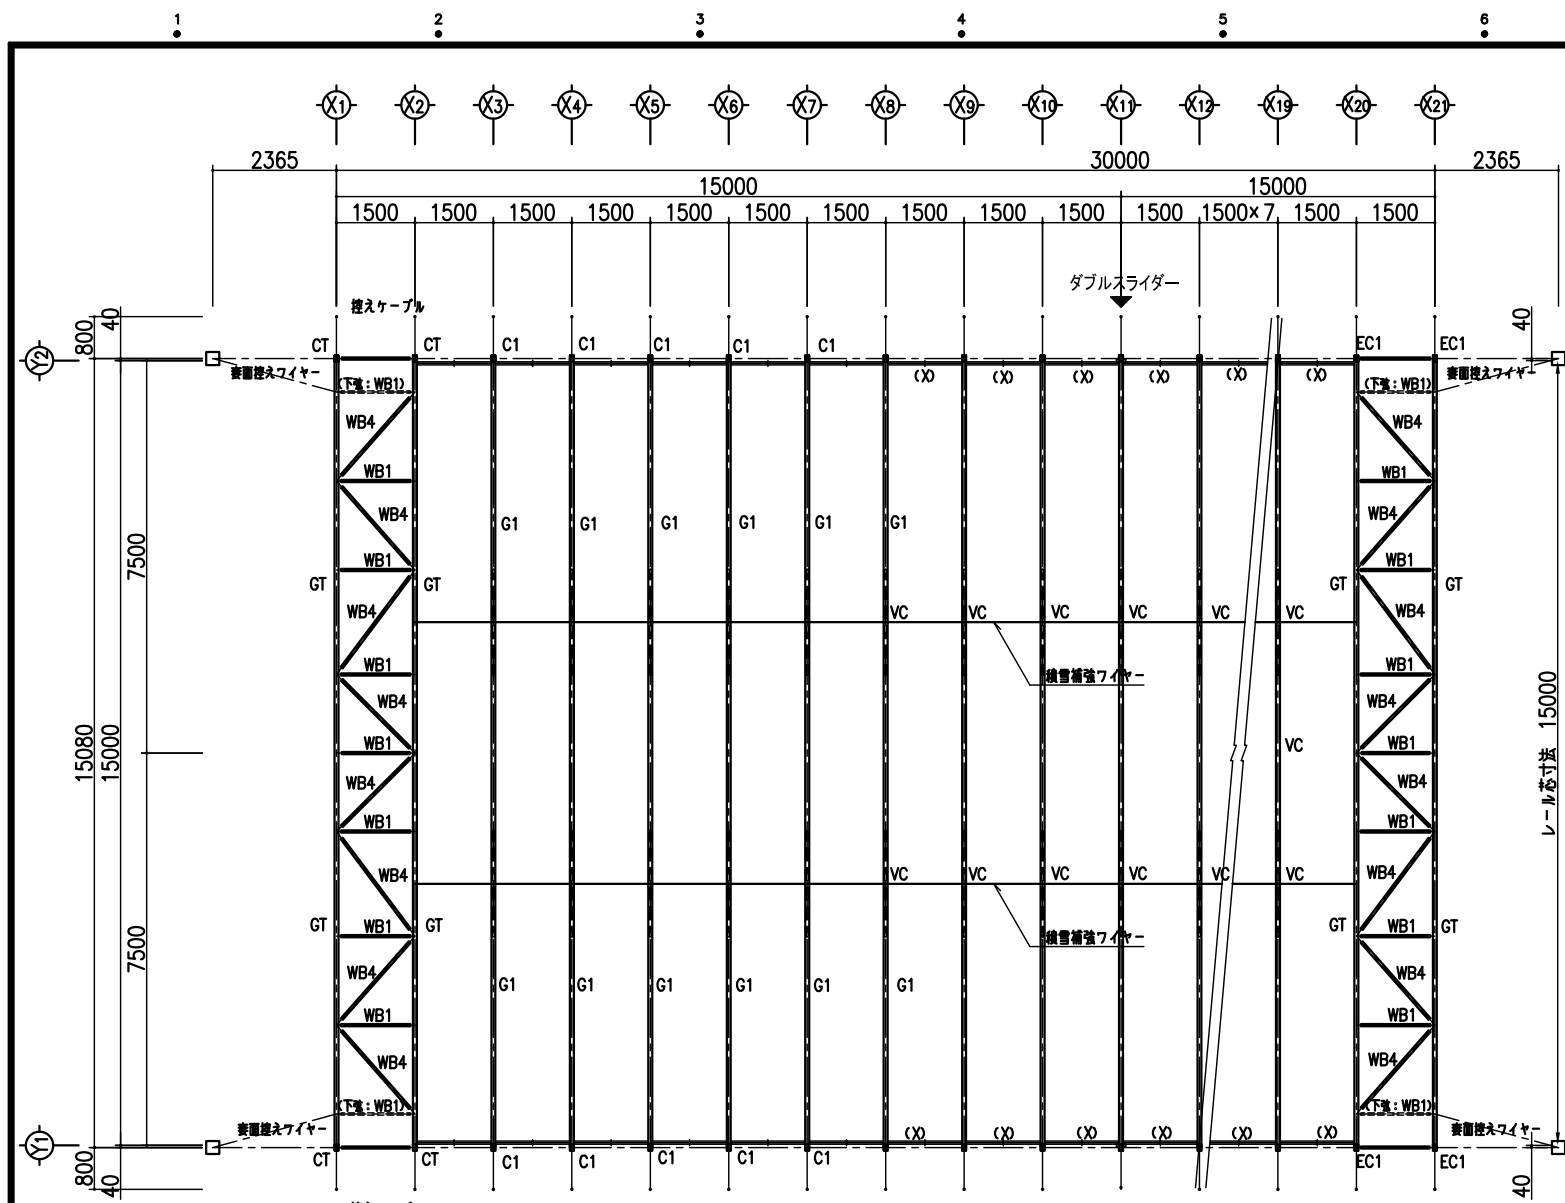 1 2 3 4 5 6
X1 X2 X3 X4 X5 X6 X7 X8 X9 X10 X11 X12 X19 X20 X21
2365 30000 2365
15000 15000
1500 1500 1500 1500 1500 1500 1500 1500 1500 1500 1500 1500×7 1500 1500
ダブルスライダー
控えケーブル
800 40 40
CT CT C1 C1 C1 C1 C1 EC1 EC1
Y2
妻面控えワイヤー 妻面控えワイヤー
(X) (X) (X) (X) (X) (X)
(下弦：WB1) (下弦：WB1)
WB4 WB4
WB1 WB1
WB4 G1 G1 G1 G1 G1 G1 WB4
7500
WB1 WB1
GT GT GT GT
WB4 VC VC VC VC VC VC WB4
WB1 WB1
積雪補強ワイヤー
WB4 WB4
15080 15000 レール芯寸法 15000
WB1 VC WB1
WB4 WB4
WB1 WB1
WB4 VC VC VC VC VC VC WB4
GT WB1 GT GT WB1 GT
7500
積雪補強ワイヤー
WB4 WB4
G1 G1 G1 G1 G1 G1
WB1 WB1
WB4 WB4
(下弦：WB1) (下弦：WB1)
妻面控えワイヤー 妻面控えワイヤー
(X) (X) (X) (X) (X) (X)
Y1
CT CT C1 C1 C1 C1 C1 EC1 EC1
800 40 40